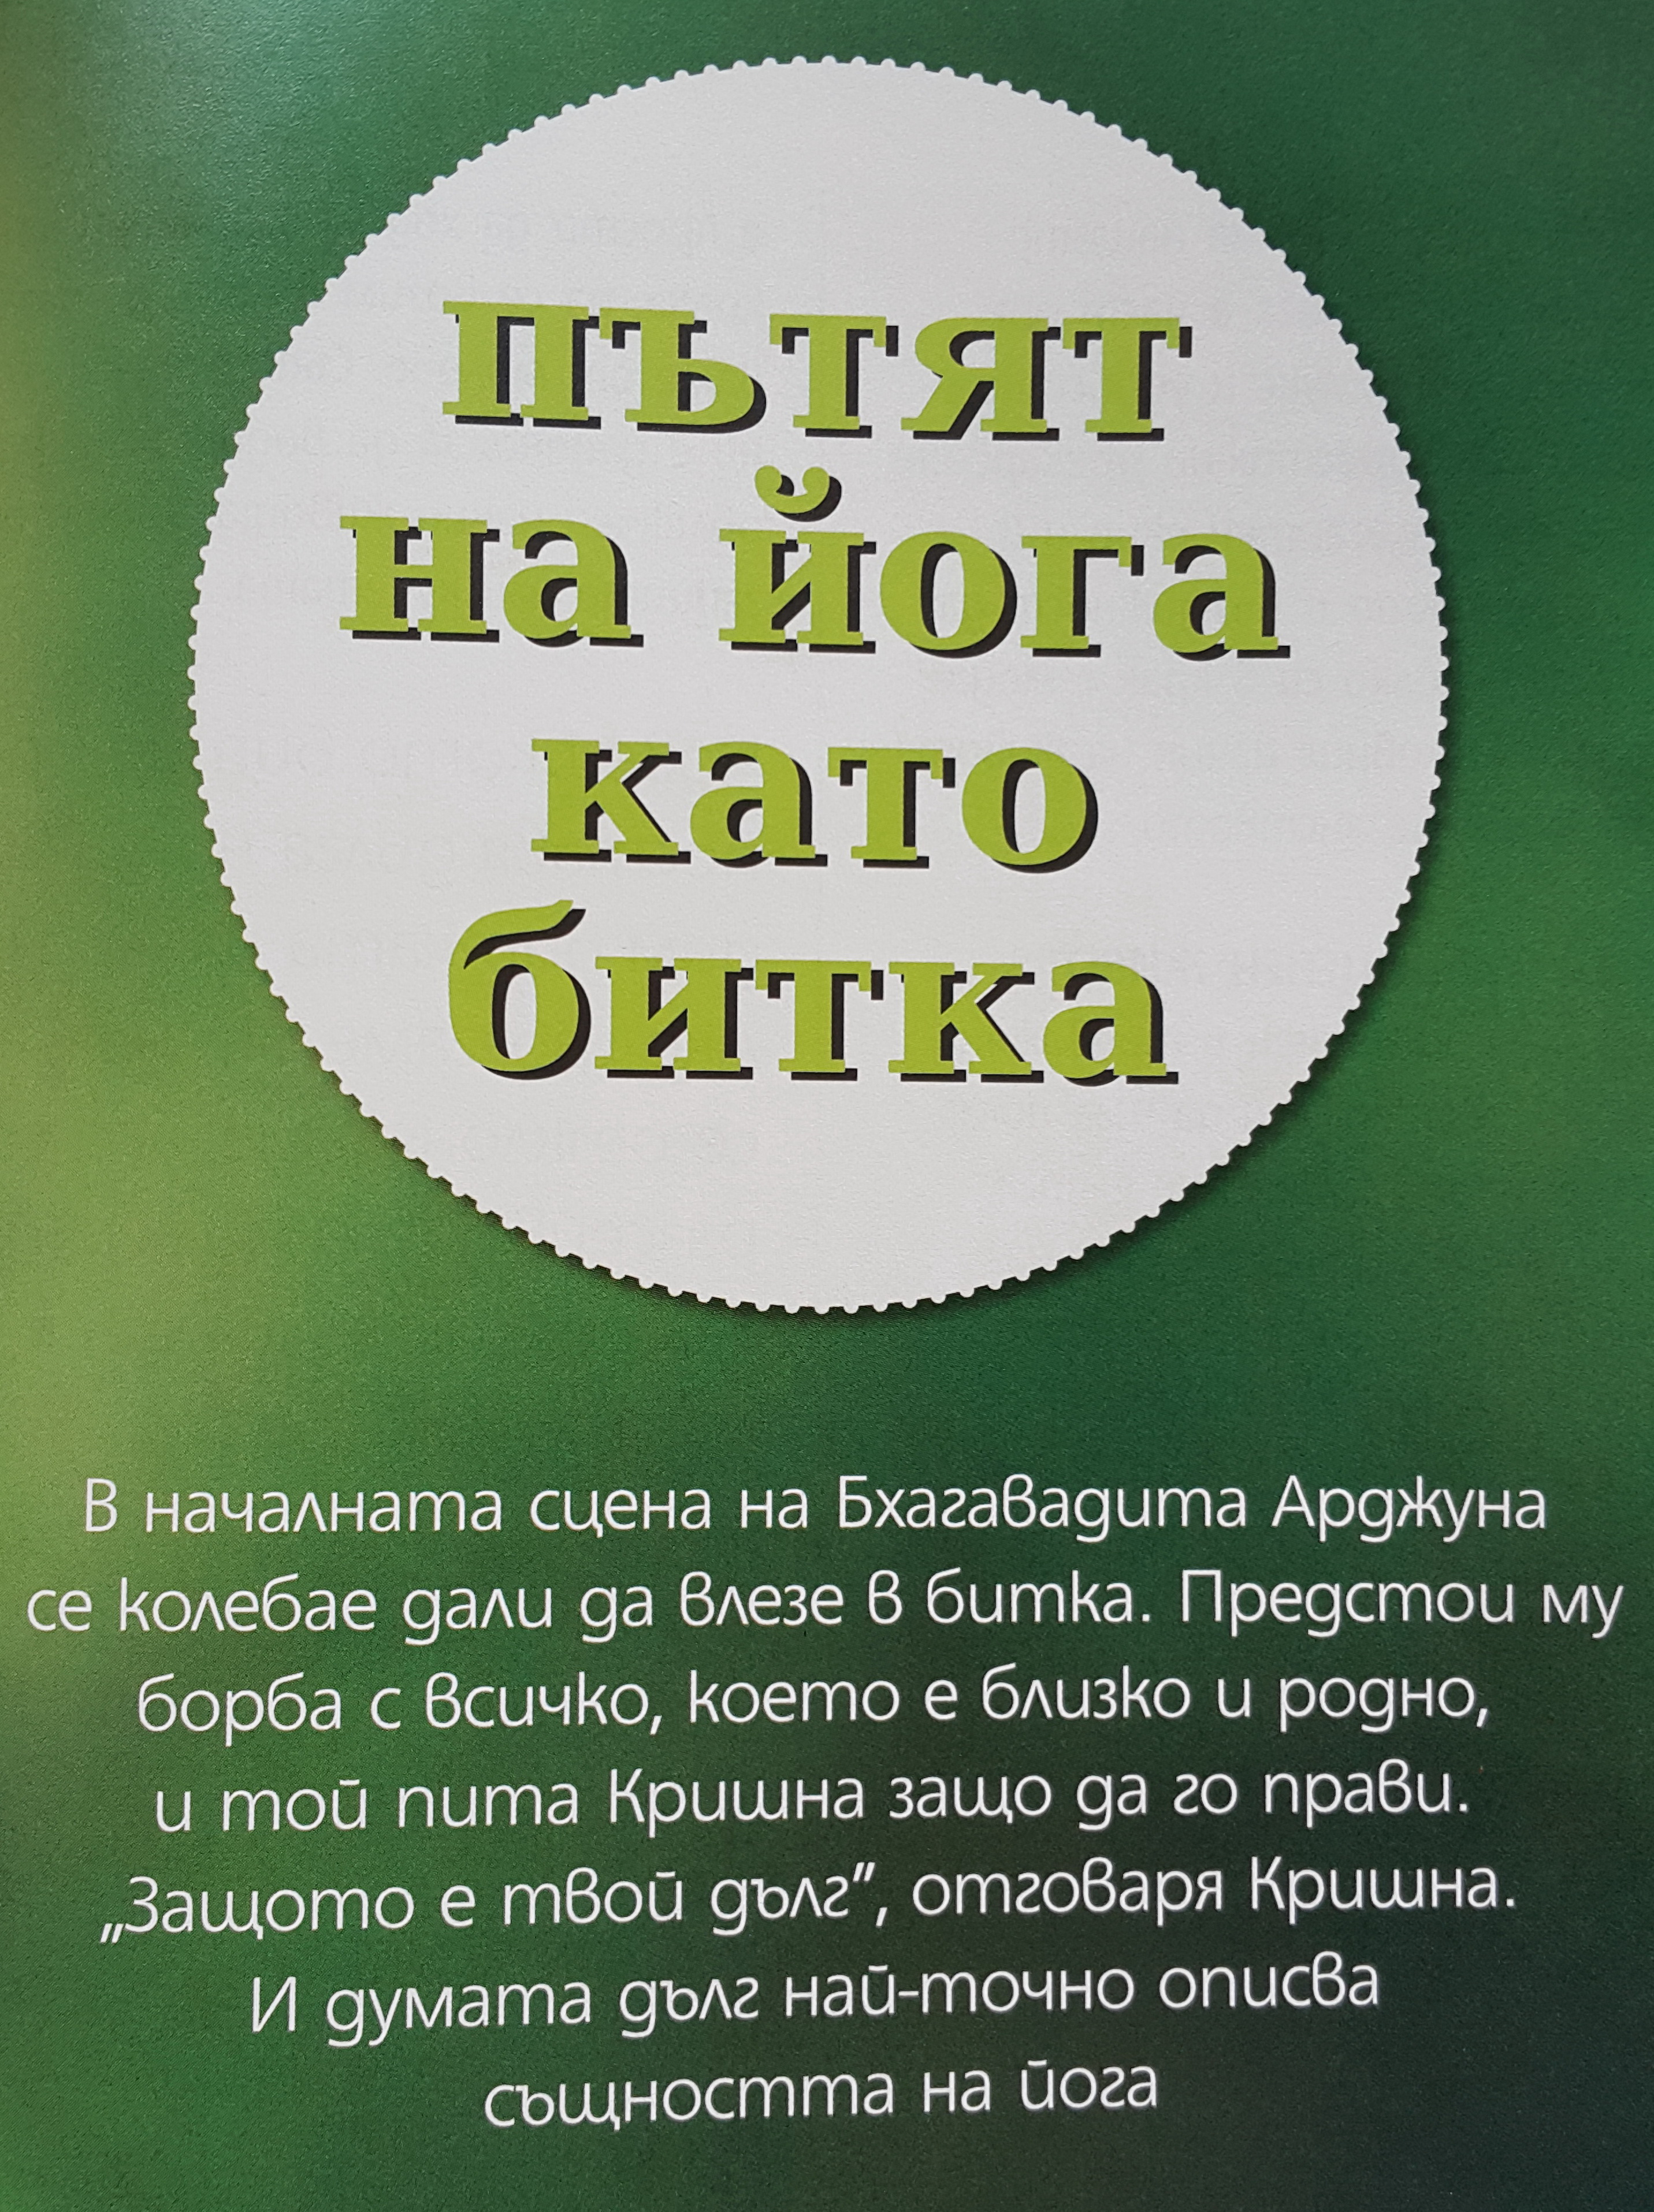 пътят
на йога
като
битка
В началната сцена на Бхагавадгита Арджуна
се колебае дали да влезе в битка. Предстои му
борба с всичко, което е близко и родно,
и той пита Кришна защо да го прави.
„Защото е твой дълг“, отговаря Кришна.
И думата дълг най-точно описва
същността на йога